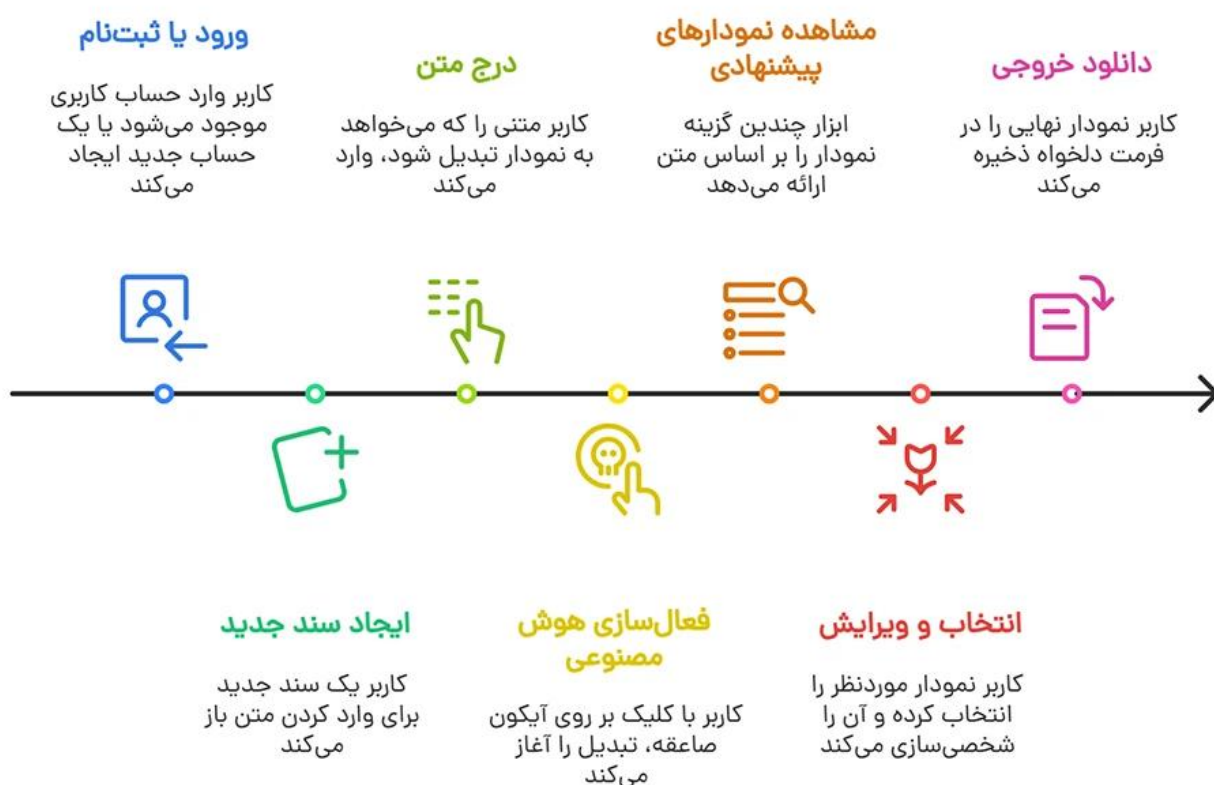 ورود یا ثبت‌نام
کاربر وارد حساب کاربری
موجود می‌شود یا یک
حساب جدید ایجاد
می‌کند
ایجاد سند جدید
کاربر یک سند جدید
برای وارد کردن متن باز
می‌کند
درج متن
کاربر متنی را که می‌خواهد
به نمودار تبدیل شود، وارد
می‌کند
فعال‌سازی هوش
مصنوعی
کاربر با کلیک بر روی آیکون
صاعقه، تبدیل را آغاز
می‌کند
مشاهده نمودارهای
پیشنهادی
ابزار چندین گزینه
نمودار را بر اساس متن
ارائه می‌دهد
انتخاب و ویرایش
کاربر نمودار موردنظر را
انتخاب کرده و آن را
شخصی‌سازی می‌کند
دانلود خروجی
کاربر نمودار نهایی را در
فرمت دلخواه ذخیره
می‌کند